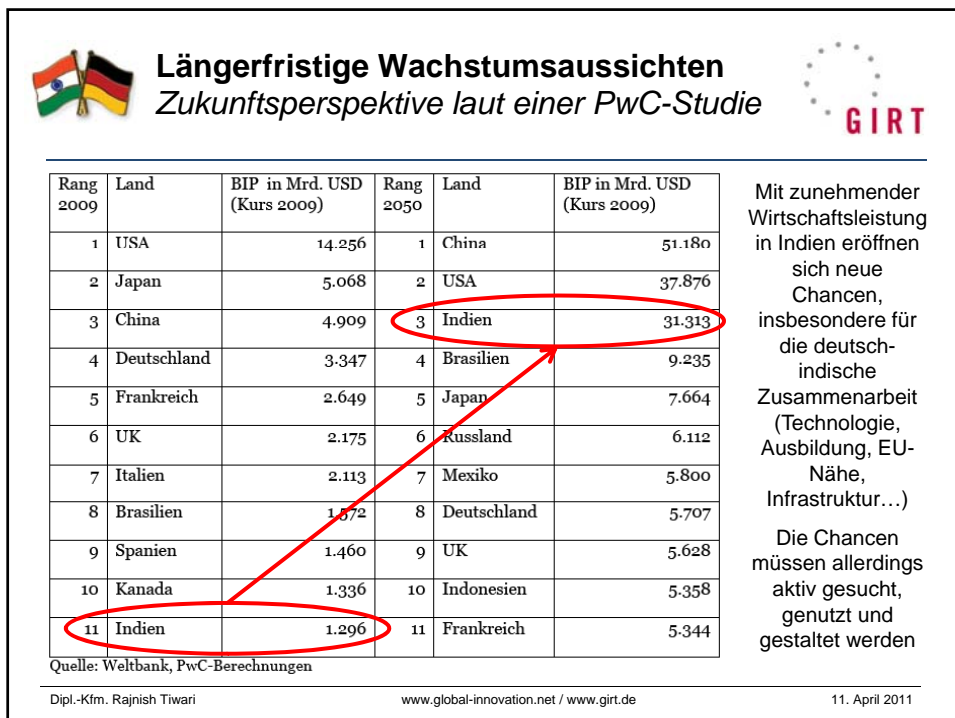 Längerfristige Wachstumsaussichten
Zukunftsperspektive laut einer PwC-Studie
GIRT
Rang 2009 Land BIP in Mrd. USD (Kurs 2009) Rang 2050 Land BIP in Mrd. USD (Kurs 2009)
1 USA 14.256 1 China 51.180
2 Japan 5.068 2 USA 37.876
3 China 4.909 3 Indien 31.313
4 Deutschland 3.347 4 Brasilien 9.235
5 Frankreich 2.649 5 Japan 7.664
6 UK 2.175 6 Russland 6.112
7 Italien 2.113 7 Mexiko 5.800
8 Brasilien 1.572 8 Deutschland 5.707
9 Spanien 1.460 9 UK 5.628
10 Kanada 1.336 10 Indonesien 5.358
11 Indien 1.296 11 Frankreich 5.344
Quelle: Weltbank, PwC-Berechnungen
Mit zunehmender
Wirtschaftsleistung
in Indien eröffnen
sich neue
Chancen,
insbesondere für
die deutsch-
indische
Zusammenarbeit
(Technologie,
Ausbildung, EU-
Nähe,
Infrastruktur…)
Die Chancen
müssen allerdings
aktiv gesucht,
genutzt und
gestaltet werden
Dipl.-Kfm. Rajnish Tiwari www.global-innovation.net / www.girt.de 11. April 2011